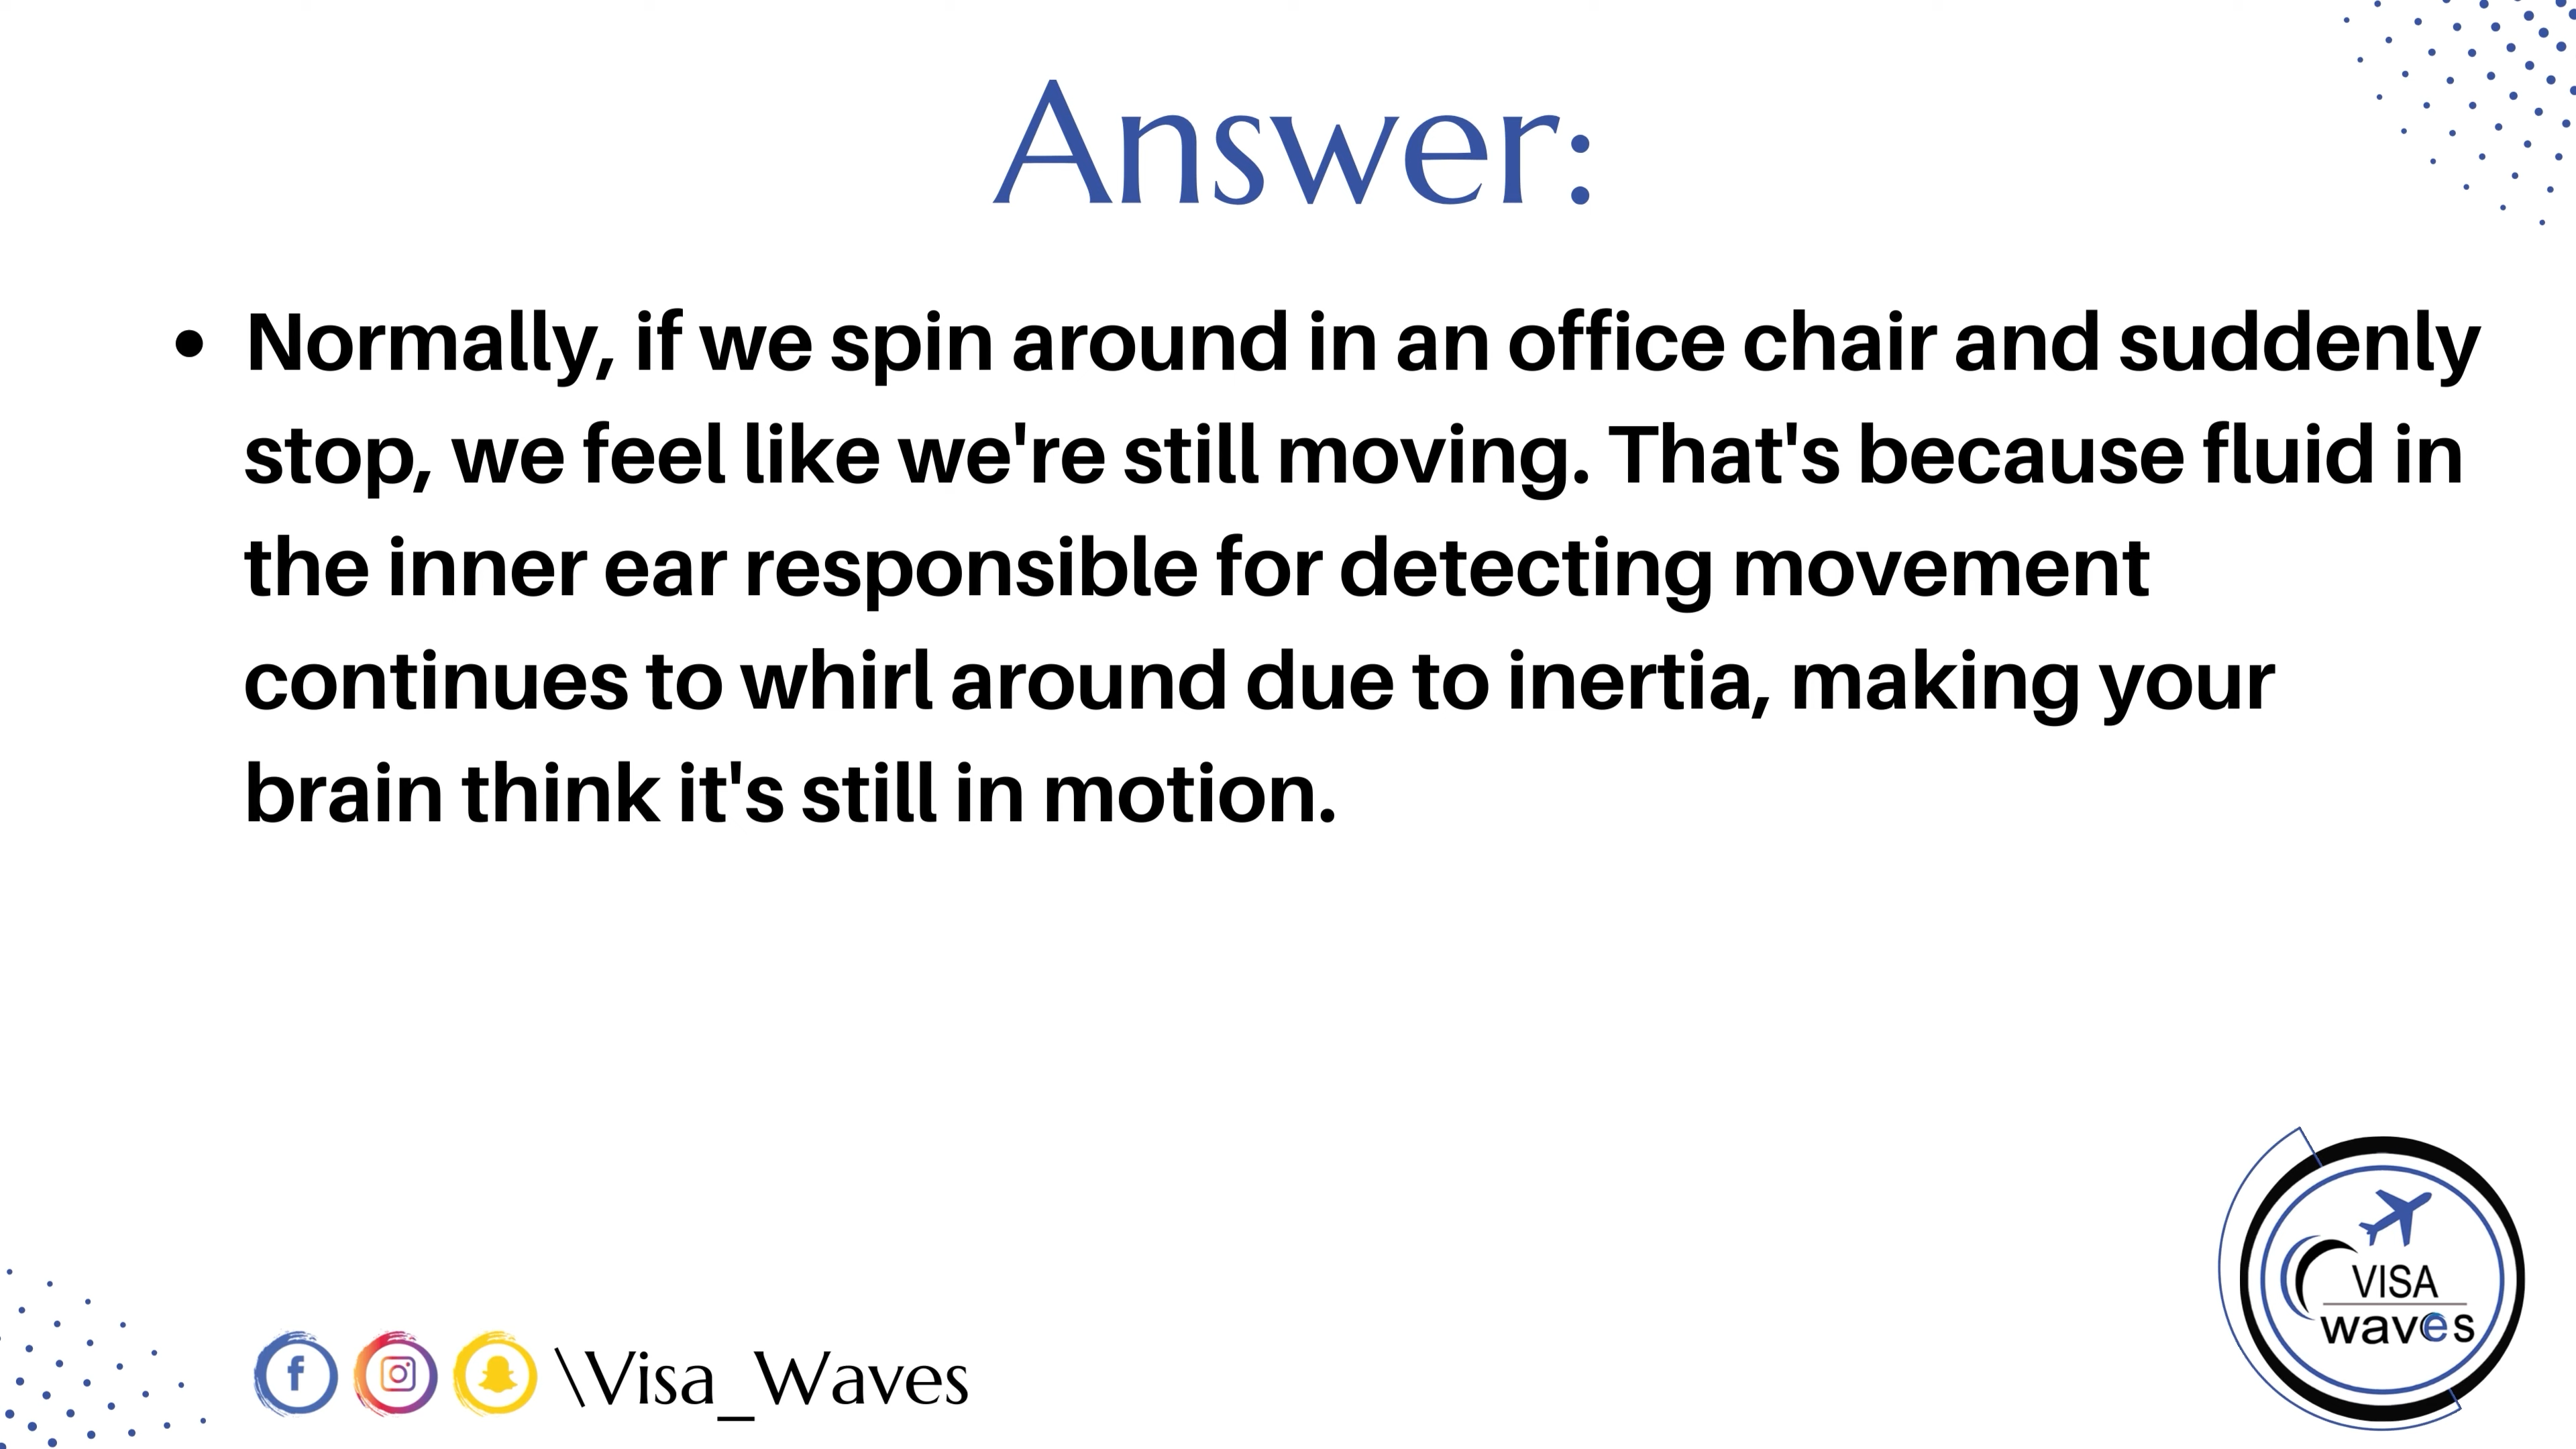 Answer:
• Normally, if we spin around in an office chair and suddenly
stop, we feel like we're still moving. That's because fluid in
the inner ear responsible for detecting movement
continues to whirl around due to inertia, making your
brain think it's still in motion.
VISA
waves
\Visa_Waves